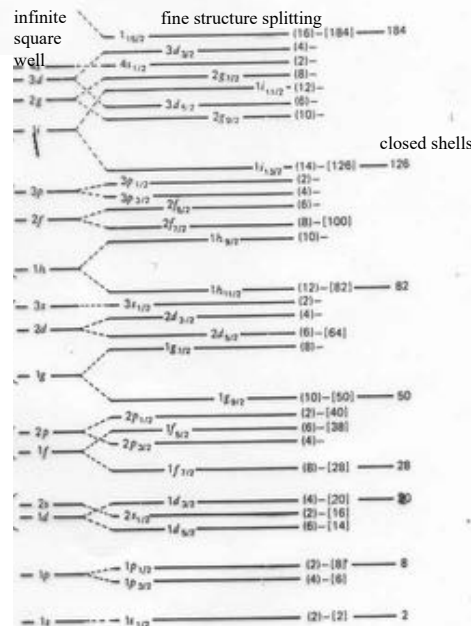 infinite square well
fine structure splitting
1j₁₅/₂ (16)-[184] 184
3d₃/₂ (4)-
4s 4s₁/₂ (2)-
3d 2g₇/₂ (8)-
1i₁₁/₂ (12)-
2g 3d₅/₂ (6)-
2g₉/₂ (10)-
1i
closed shells
1i₁₃/₂ (14)-[126] 126
3p 3p₁/₂ (2)-
3p₃/₂ (4)-
2f 2f₅/₂ (6)-
2f₇/₂ (8)-[100]
1h₉/₂ (10)-
1h
1h₁₁/₂ (12)-[82] 82
3s 3s₁/₂ (2)-
2d₃/₂ (4)-
2d 2d₅/₂ (6)-[64]
1g₇/₂ (8)-
1g
1g₉/₂ (10)-[50] 50
2p₁/₂ (2)-[40]
2p 1f₅/₂ (6)-[38]
2p₃/₂ (4)-
1f
1f₇/₂ (8)-[28] 28
2s 1d₃/₂ (4)-[20] 20
2s₁/₂ (2)-[16]
1d 1d₅/₂ (6)-[14]
1p 1p₁/₂ (2)-[8] 8
1p₃/₂ (4)-[6]
1s 1s₁/₂ (2)-[2] 2